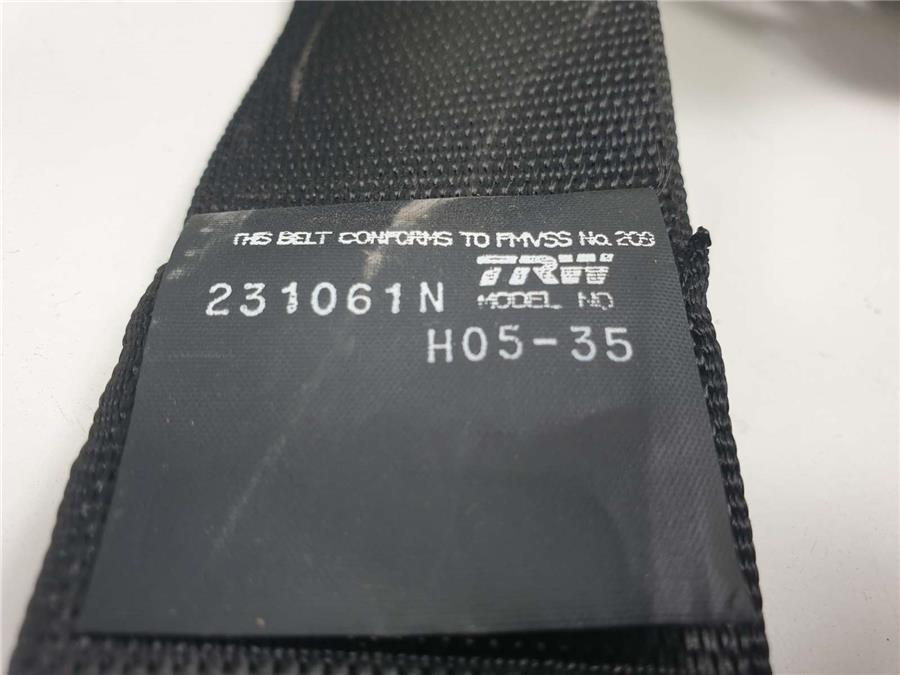 THIS BELT CONFORMS TO FMVSS No. 209
TRW
231061N MODEL NO
H05-35